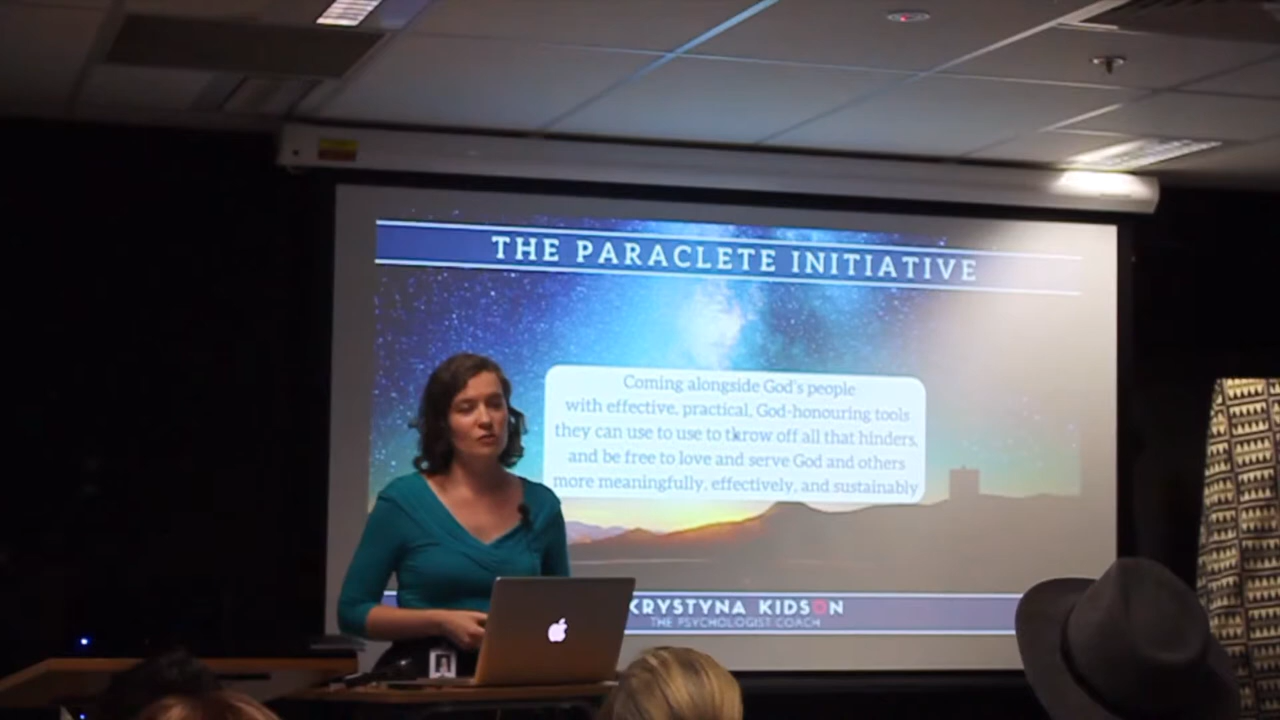 THE PARACLETE INITIATIVE
Coming alongside God's people
with effective, practical, God-honouring tools
they can use to use to throw off all that hinders,
and be free to love and serve God and others
more meaningfully, effectively, and sustainably
KRYSTYNA KIDSON
THE PSYCHOLOGIST COACH